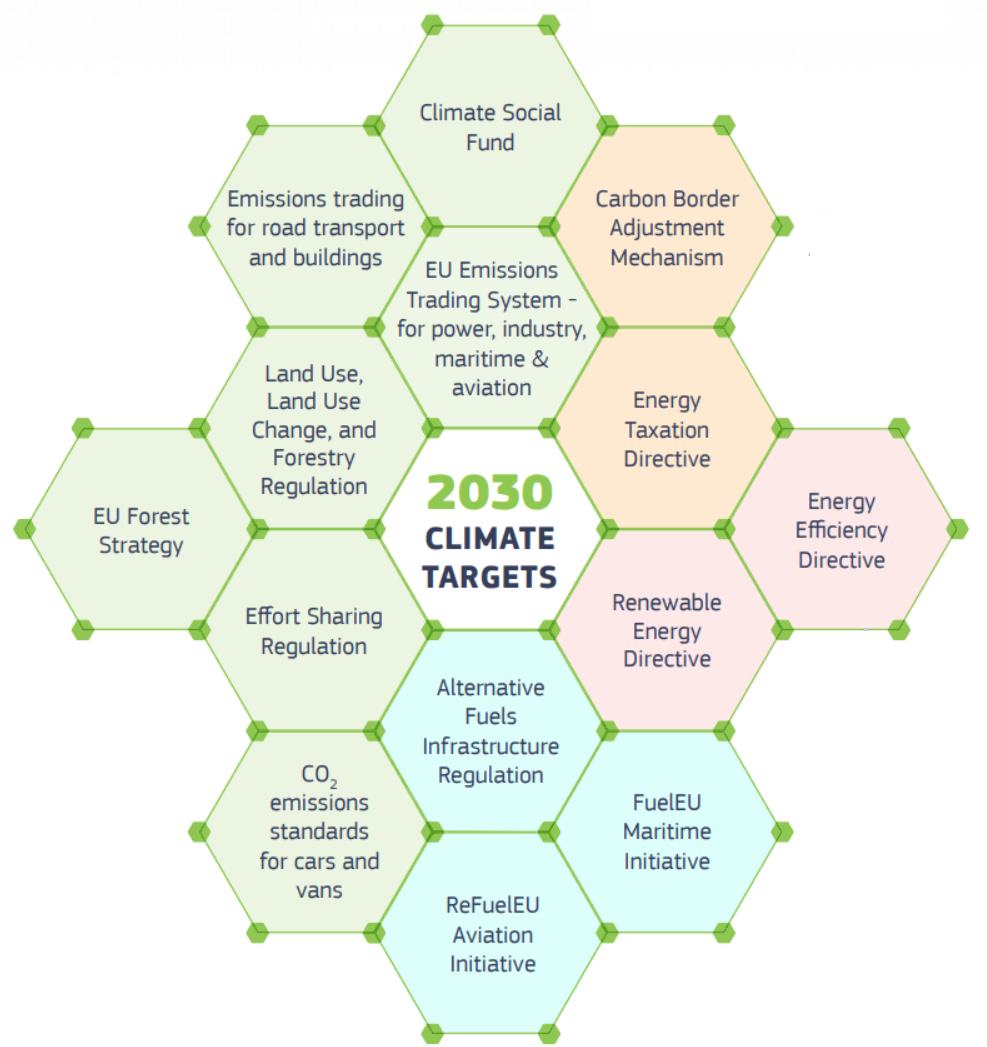 Climate Social
Fund
Emissions trading
for road transport
and buildings
Carbon Border
Adjustment
Mechanism
EU Emissions
Trading System -
for power, industry,
maritime &
aviation
Land Use,
Land Use
Change, and
Forestry
Regulation
Energy
Taxation
Directive
EU Forest
Strategy
2030
CLIMATE
TARGETS
Energy
Efficiency
Directive
Effort Sharing
Regulation
Renewable
Energy
Directive
Alternative
Fuels
Infrastructure
Regulation
CO₂
emissions
standards
for cars and
vans
FuelEU
Maritime
Initiative
ReFuelEU
Aviation
Initiative